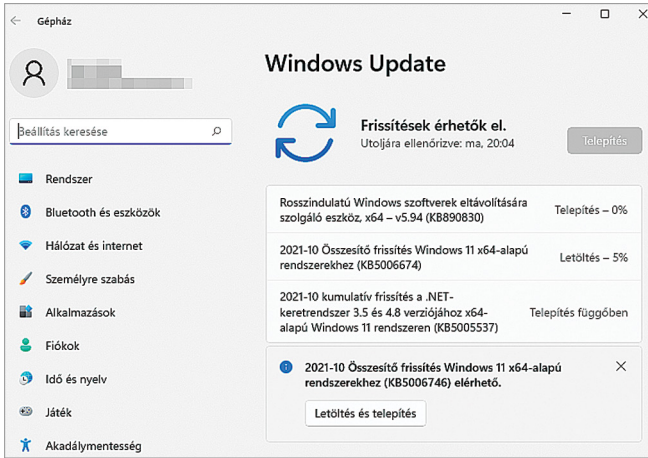 Gépház
Windows Update
Beállítás keresése
Frissítések érhetők el.
Utoljára ellenőrizve: ma, 20:04
Telepítés
Rendszer
Bluetooth és eszközök
Hálózat és internet
Személyre szabás
Alkalmazások
Fiókok
Idő és nyelv
Játék
Akadálymentesség
Rosszindulatú Windows szoftverek eltávolítására
szolgáló eszköz, x64 – v5.94 (KB890830)
Telepítés – 0%
2021-10 Összesítő frissítés Windows 11 x64-alapú
rendszerekhez (KB5006674)
Letöltés – 5%
2021-10 kumulatív frissítés a .NET-
keretrendszer 3.5 és 4.8 verziójához x64-
alapú Windows 11 rendszeren (KB5005537)
Telepítés függőben
2021-10 Összesítő frissítés Windows 11 x64-alapú
rendszerekhez (KB5006746) elérhető.
Letöltés és telepítés